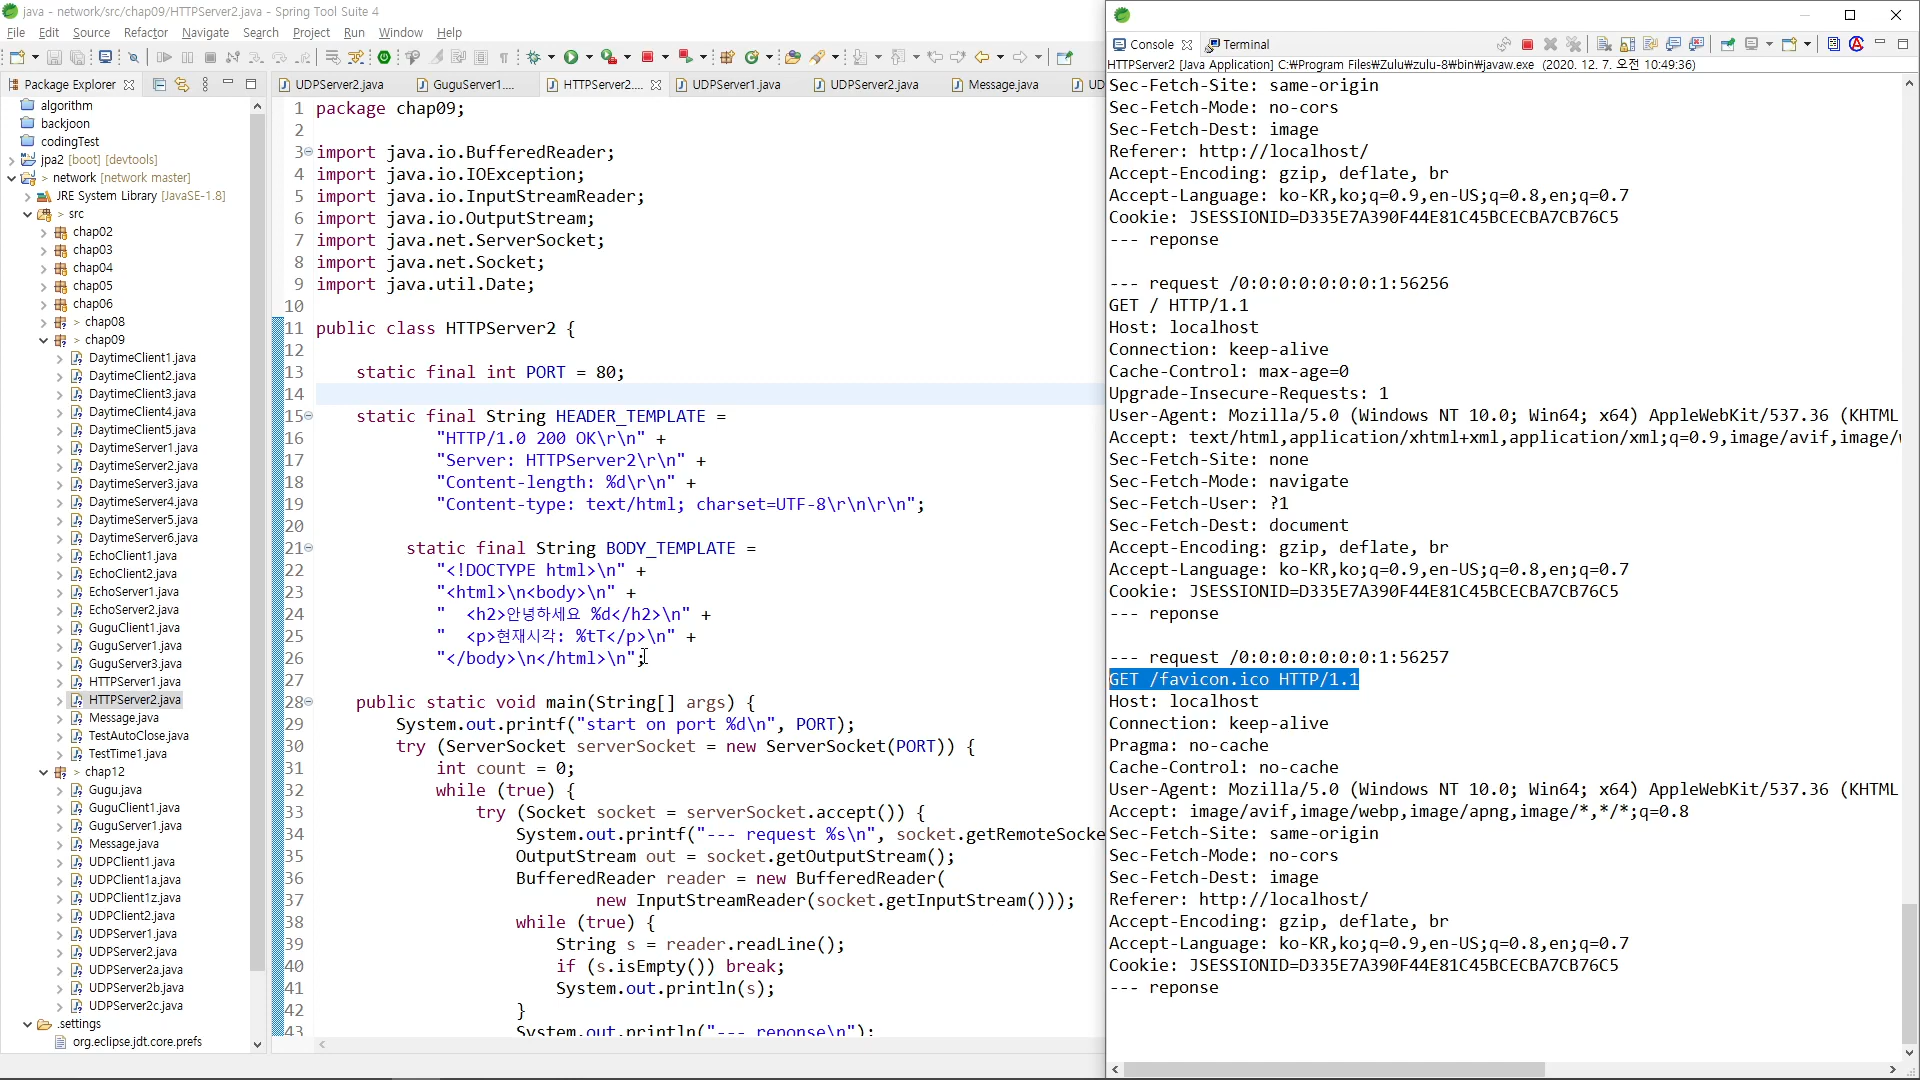 java - network/src/chap09/HTTPServer2.java - Spring Tool Suite 4
File Edit Source Refactor Navigate Search Project Run Window Help
Package Explorer
algorithm
backjoon
codingTest
jpa2 [boot] [devtools]
> network [network master]
JRE System Library [JavaSE-1.8]
> src
chap02
chap03
chap04
chap05
chap06
> chap08
> chap09
DaytimeClient1.java
DaytimeClient2.java
DaytimeClient3.java
DaytimeClient4.java
DaytimeClient5.java
DaytimeServer1.java
DaytimeServer2.java
DaytimeServer3.java
DaytimeServer4.java
DaytimeServer5.java
DaytimeServer6.java
EchoClient1.java
EchoClient2.java
EchoServer1.java
EchoServer2.java
GuguClient1.java
GuguServer1.java
GuguServer3.java
HTTPServer1.java
HTTPServer2.java
Message.java
TestAutoClose.java
TestTime1.java
> chap12
Gugu.java
GuguClient1.java
GuguServer1.java
Message.java
UDPClient1.java
UDPClient1a.java
UDPClient1z.java
UDPClient2.java
UDPServer1.java
UDPServer2.java
UDPServer2a.java
UDPServer2b.java
UDPServer2c.java
.settings
org.eclipse.jdt.core.prefs
UDPServer2.java GuguServer1.... HTTPServer2.... UDPServer1.java UDPServer2.java Message.java UD
1 package chap09;
2
3 import java.io.BufferedReader;
4 import java.io.IOException;
5 import java.io.InputStreamReader;
6 import java.io.OutputStream;
7 import java.net.ServerSocket;
8 import java.net.Socket;
9 import java.util.Date;
10
11 public class HTTPServer2 {
12
13 static final int PORT = 80;
14
15 static final String HEADER_TEMPLATE =
16 "HTTP/1.0 200 OK\r\n" +
17 "Server: HTTPServer2\r\n" +
18 "Content-length: %d\r\n" +
19 "Content-type: text/html; charset=UTF-8\r\n\r\n";
20
21 static final String BODY_TEMPLATE =
22 "<!DOCTYPE html>\n" +
23 "<html>\n<body>\n" +
24 "  <h2>안녕하세요 %d</h2>\n" +
25 "  <p>현재시각: %tT</p>\n" +
26 "</body>\n</html>\n";
27
28 public static void main(String[] args) {
29 System.out.printf("start on port %d\n", PORT);
30 try (ServerSocket serverSocket = new ServerSocket(PORT)) {
31 int count = 0;
32 while (true) {
33 try (Socket socket = serverSocket.accept()) {
34 System.out.printf("--- request %s\n", socket.getRemoteSocke
35 OutputStream out = socket.getOutputStream();
36 BufferedReader reader = new BufferedReader(
37 new InputStreamReader(socket.getInputStream()));
38 while (true) {
39 String s = reader.readLine();
40 if (s.isEmpty()) break;
41 System.out.println(s);
42 }
43 System.out.println("--- reponse\n");
Console Terminal
HTTPServer2 [Java Application] C:₩Program Files₩Zulu₩zulu-8₩bin₩javaw.exe (2020. 12. 7. 오전 10:49:36)
Sec-Fetch-Site: same-origin
Sec-Fetch-Mode: no-cors
Sec-Fetch-Dest: image
Referer: http://localhost/
Accept-Encoding: gzip, deflate, br
Accept-Language: ko-KR,ko;q=0.9,en-US;q=0.8,en;q=0.7
Cookie: JSESSIONID=D335E7A390F44E81C45BCECBA7CB76C5
--- reponse

--- request /0:0:0:0:0:0:0:1:56256
GET / HTTP/1.1
Host: localhost
Connection: keep-alive
Cache-Control: max-age=0
Upgrade-Insecure-Requests: 1
User-Agent: Mozilla/5.0 (Windows NT 10.0; Win64; x64) AppleWebKit/537.36 (KHTML
Accept: text/html,application/xhtml+xml,application/xml;q=0.9,image/avif,image/
Sec-Fetch-Site: none
Sec-Fetch-Mode: navigate
Sec-Fetch-User: ?1
Sec-Fetch-Dest: document
Accept-Encoding: gzip, deflate, br
Accept-Language: ko-KR,ko;q=0.9,en-US;q=0.8,en;q=0.7
Cookie: JSESSIONID=D335E7A390F44E81C45BCECBA7CB76C5
--- reponse

--- request /0:0:0:0:0:0:0:1:56257
GET /favicon.ico HTTP/1.1
Host: localhost
Connection: keep-alive
Pragma: no-cache
Cache-Control: no-cache
User-Agent: Mozilla/5.0 (Windows NT 10.0; Win64; x64) AppleWebKit/537.36 (KHTML
Accept: image/avif,image/webp,image/apng,image/*,*/*;q=0.8
Sec-Fetch-Site: same-origin
Sec-Fetch-Mode: no-cors
Sec-Fetch-Dest: image
Referer: http://localhost/
Accept-Encoding: gzip, deflate, br
Accept-Language: ko-KR,ko;q=0.9,en-US;q=0.8,en;q=0.7
Cookie: JSESSIONID=D335E7A390F44E81C45BCECBA7CB76C5
--- reponse